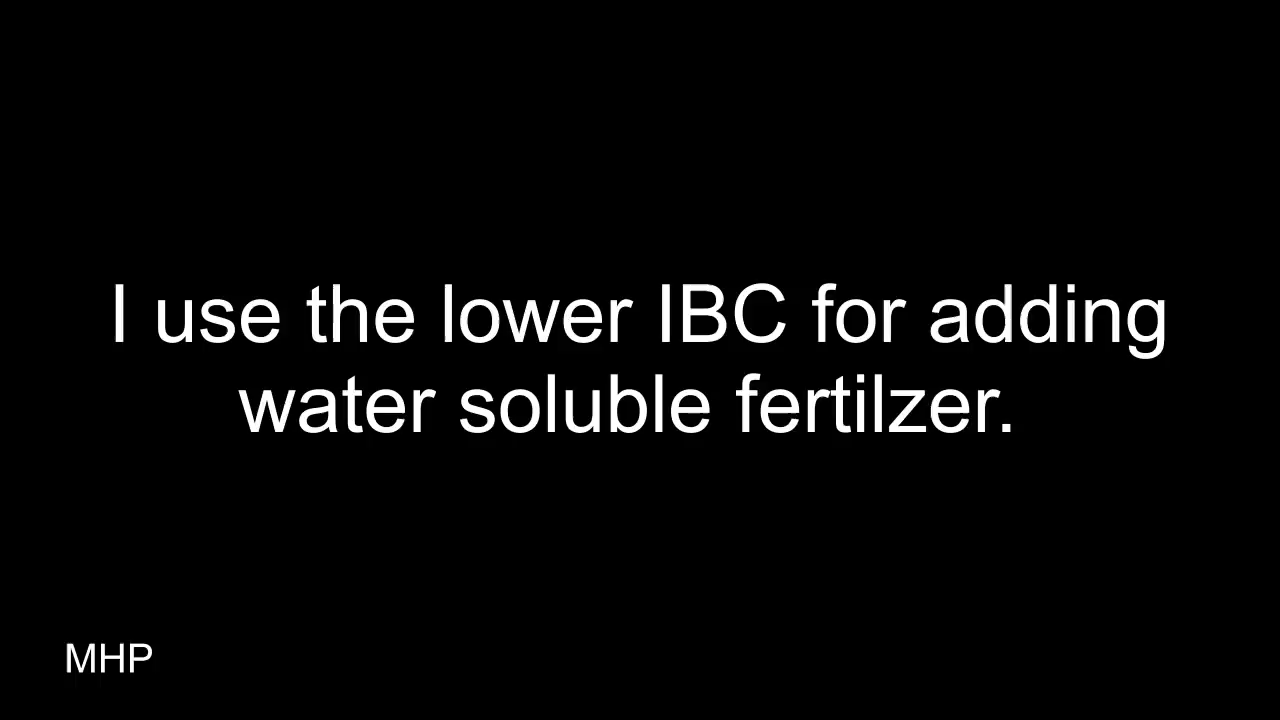 I use the lower IBC for adding
water soluble fertilzer.
MHP